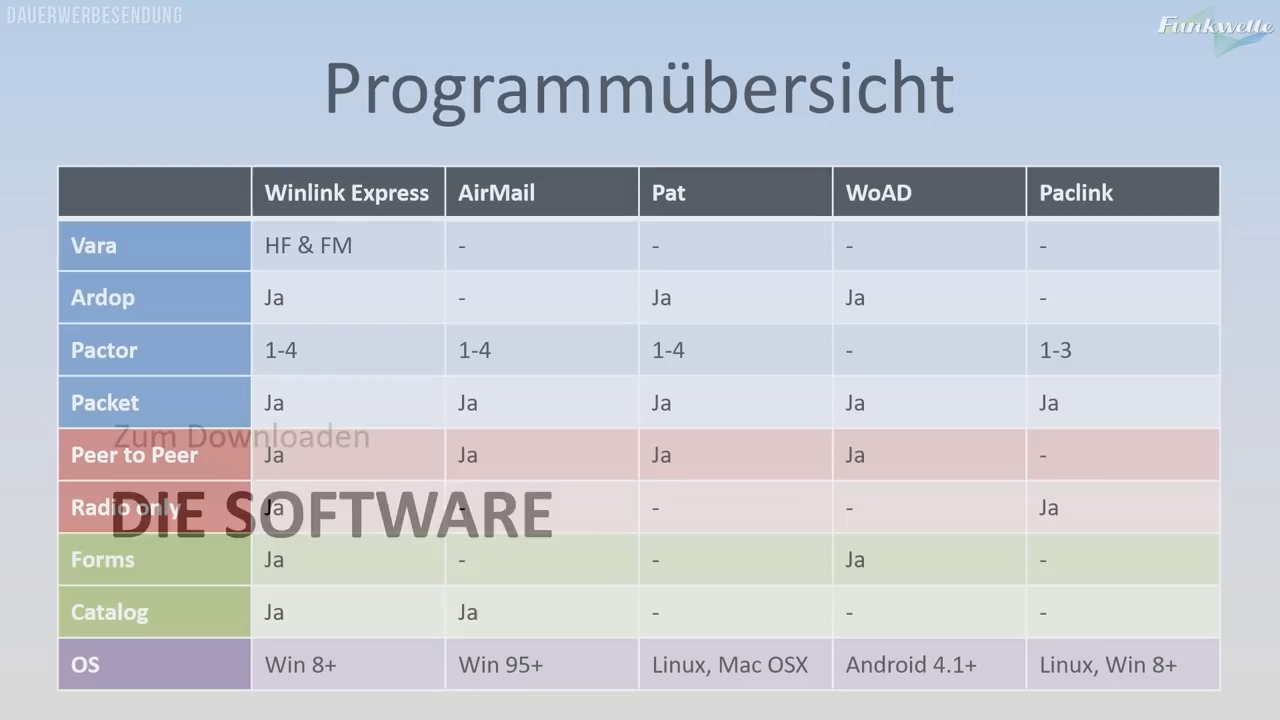 DAUERWERBESENDUNG
Funkwelle
Programmübersicht
Winlink Express AirMail Pat WoAD Paclink
Vara HF & FM - - - -
Ardop Ja - Ja Ja -
Pactor 1-4 1-4 1-4 - 1-3
Packet Ja Ja Ja Ja Ja
Zum Downloaden
Peer to Peer Ja Ja Ja Ja -
Radio only Ja - - - Ja
DIE SOFTWARE
Forms Ja - - Ja -
Catalog Ja Ja - - -
OS Win 8+ Win 95+ Linux, Mac OSX Android 4.1+ Linux, Win 8+